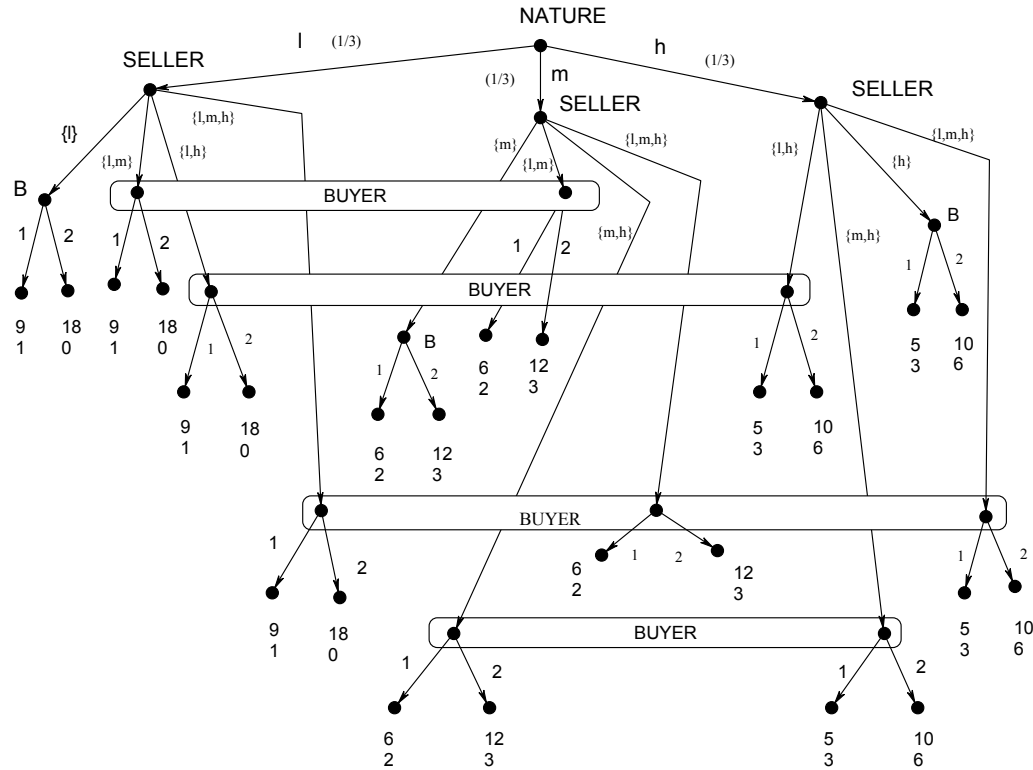 NATURE
l (1/3) h (1/3)
SELLER (1/3) m SELLER
SELLER
{l} {l,m} {l,h} {l,m,h} {m} {l,m} {l,m,h} {m,h} {l,h} {h} {l,m,h} {m,h}
B BUYER B
1 2 1 2 1 2 1 2
BUYER
9 18 9 18 B 6 12 5 10
1 0 1 0 2 3 3 6
1 2 1 2 1 2
9 18 6 12 5 10
1 0 2 3 3 6
BUYER
1 2 1 2 1 2
6 12
2 3
9 18 BUYER 5 10
1 0 3 6
1 2 1 2
6 12 5 10
2 3 3 6